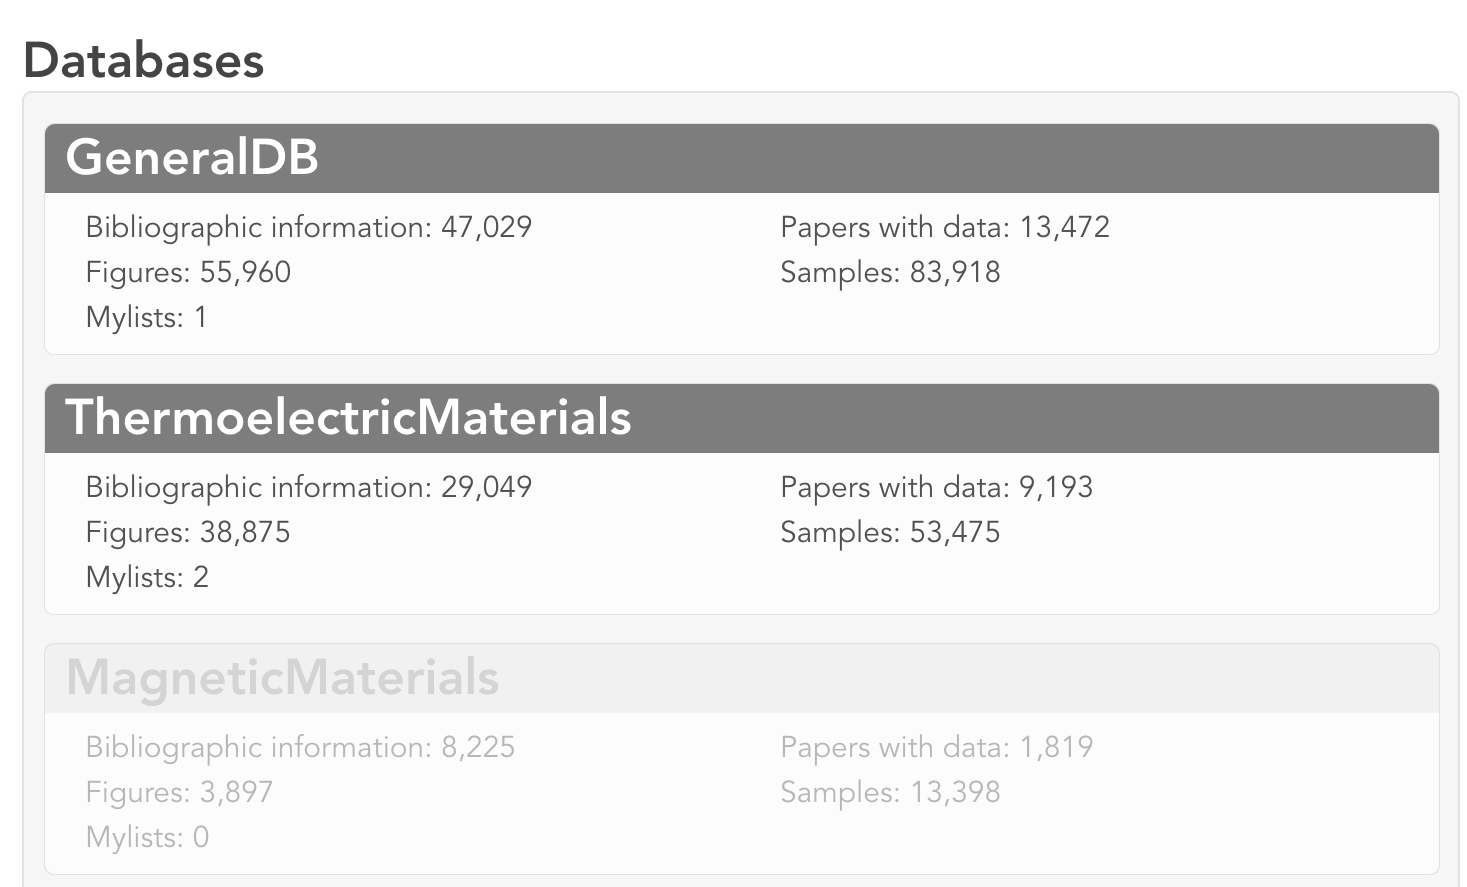 Databases
GeneralDB
Bibliographic information: 47,029
Papers with data: 13,472
Figures: 55,960
Samples: 83,918
Mylists: 1
ThermoelectricMaterials
Bibliographic information: 29,049
Papers with data: 9,193
Figures: 38,875
Samples: 53,475
Mylists: 2
MagneticMaterials
Bibliographic information: 8,225
Papers with data: 1,819
Figures: 3,897
Samples: 13,398
Mylists: 0